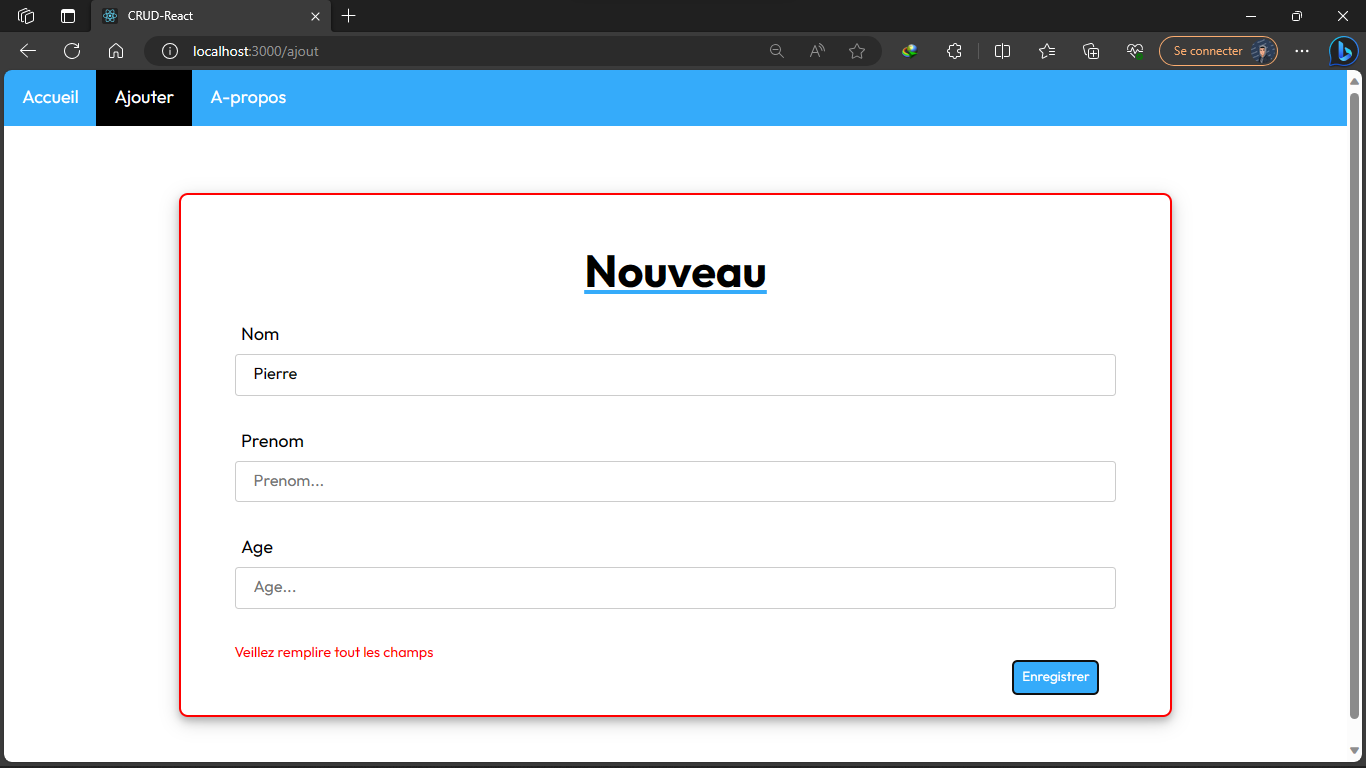 CRUD-React
localhost:3000/ajout
Se connecter
Accueil Ajouter A-propos
Nouveau
Nom
Pierre
Prenom
Prenom...
Age
Age...
Veillez remplire tout les champs
Enregistrer